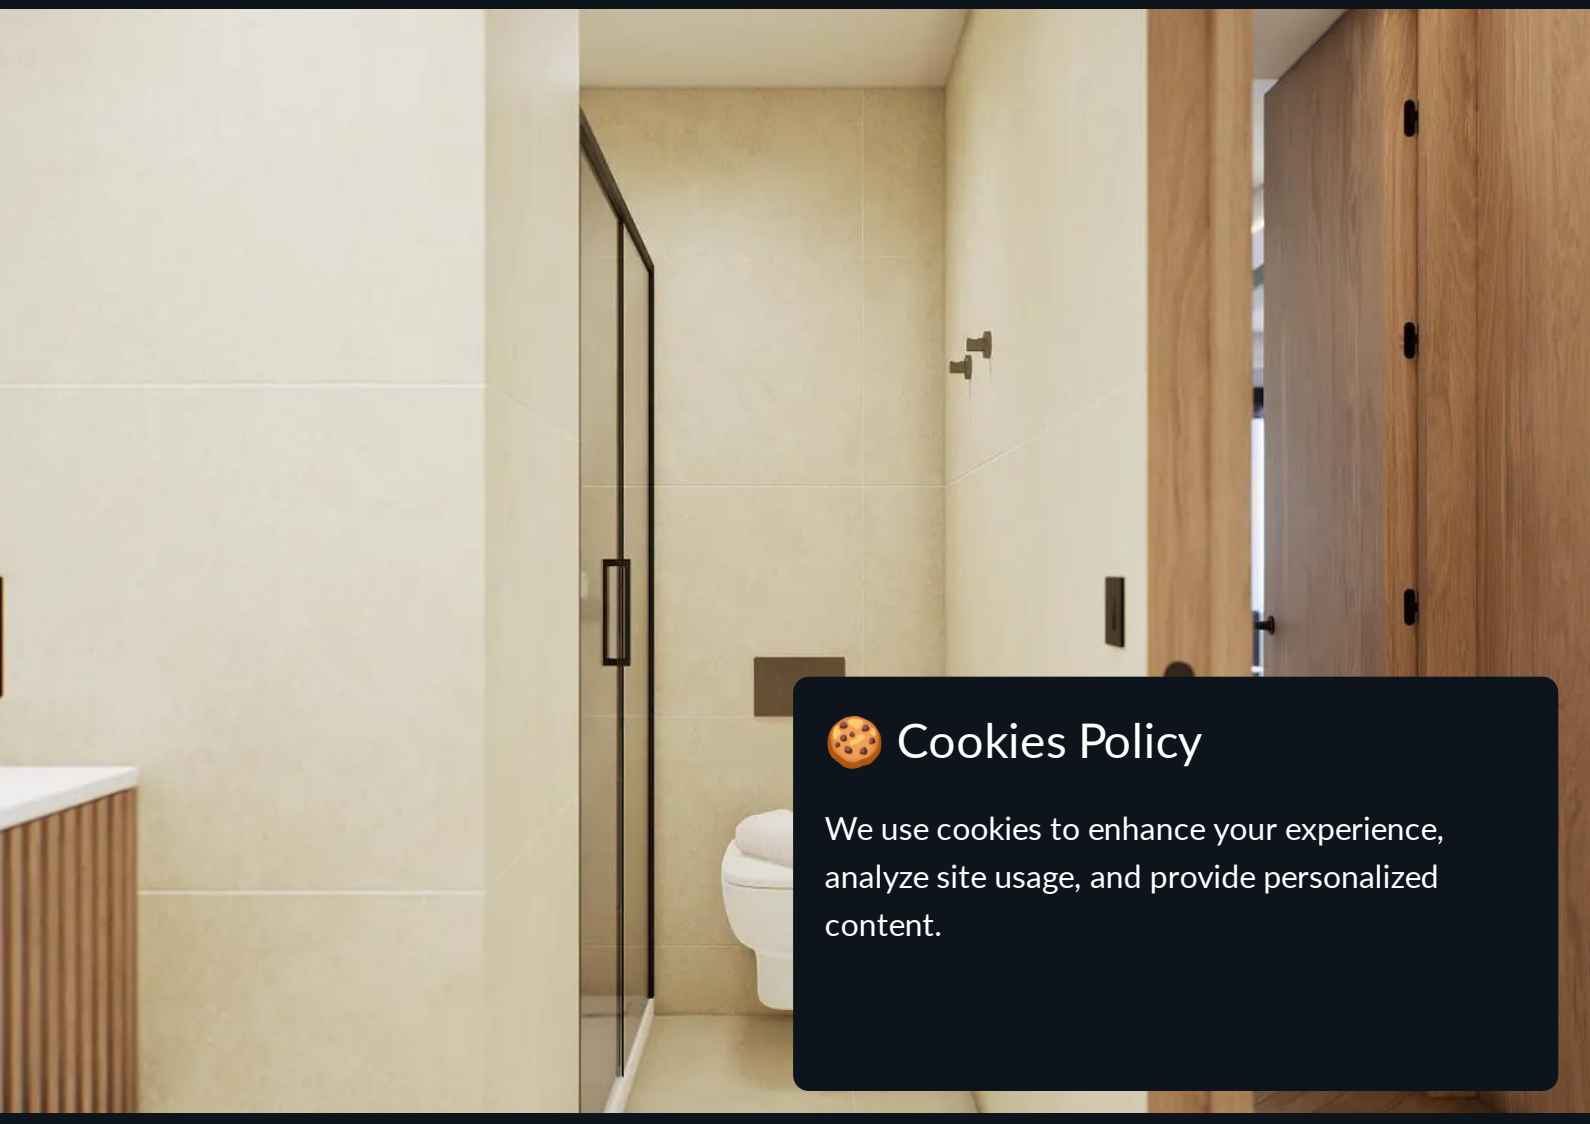 🍪 Cookies Policy
We use cookies to enhance your experience,
analyze site usage, and provide personalized
content.